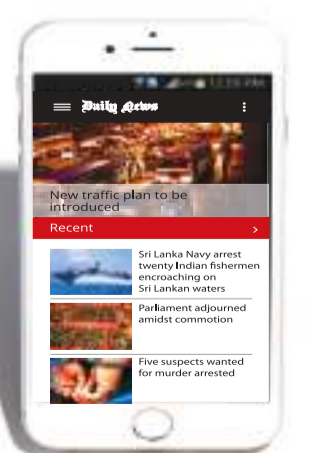 Daily News
New traffic plan to be
introduced
Recent >
Sri Lanka Navy arrest
twenty Indian fishermen
encroaching on
Sri Lankan waters
Parliament adjourned
amidst commotion
Five suspects wanted
for murder arrested